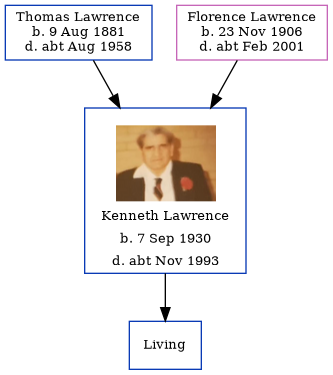 Thomas Lawrence
b. 9 Aug 1881
d. abt Aug 1958
Florence Lawrence
b. 23 Nov 1906
d. abt Feb 2001
Kenneth Lawrence
b. 7 Sep 1930
d. abt Nov 1993
Living